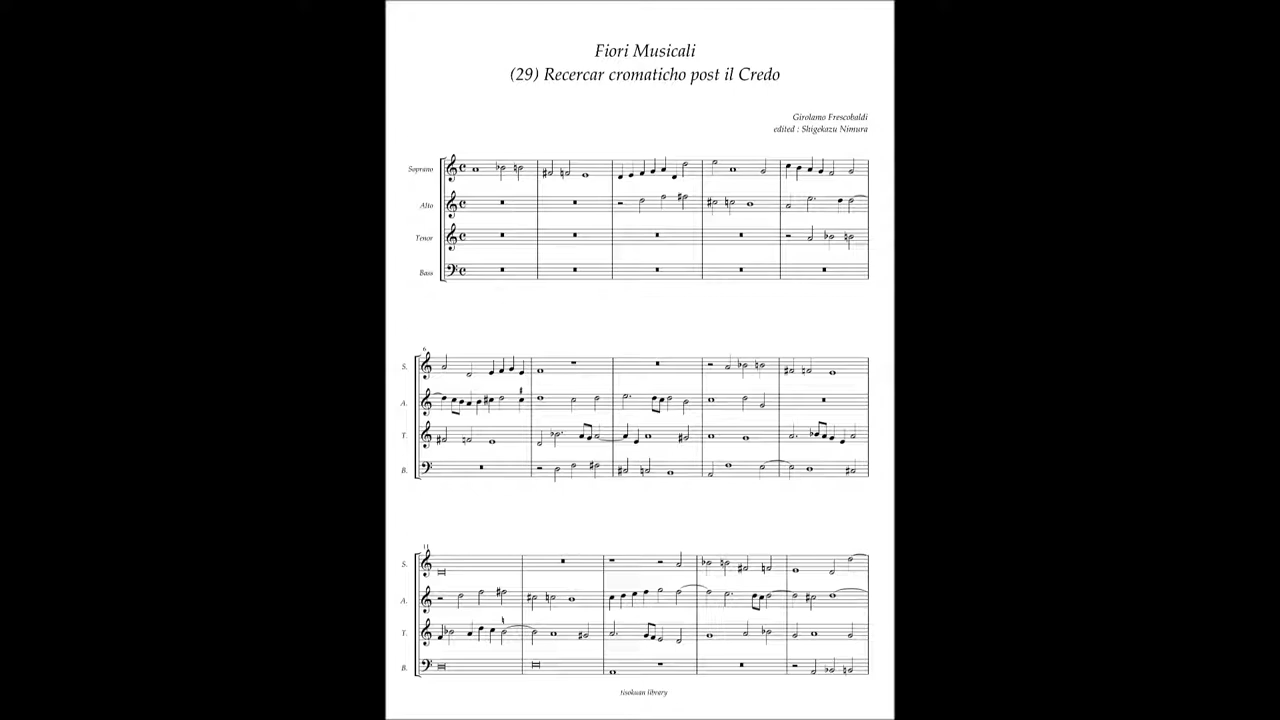 Fiori Musicali
(29) Recercar cromaticho post il Credo
Girolamo Frescobaldi
edited : Shigekazu Nimura
Soprano
Alto
Tenor
Bass
6
S.
A.
T.
B.
11
S.
A.
T.
B.
Hsokuan library